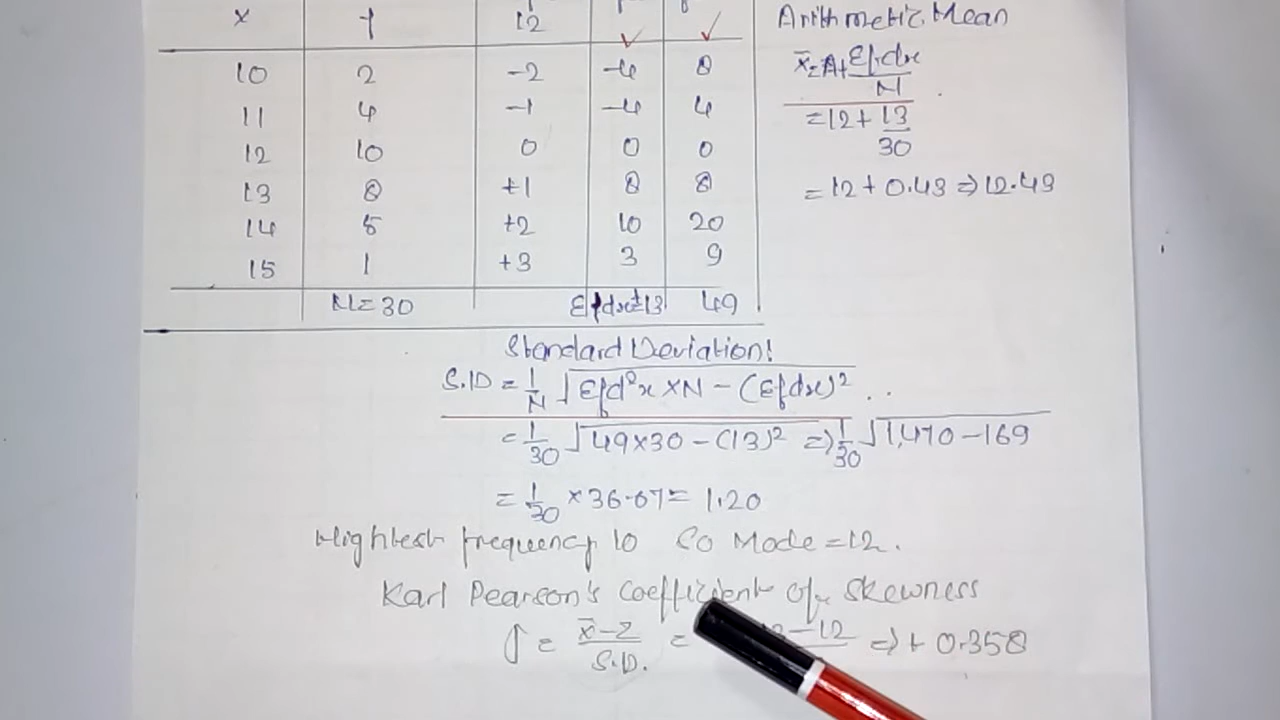 x f 12
Arithmetic Mean
10 2 -2 -4 8
x̄ = A + Σfdx / N
11 4 -1 -4 4
= 12 + 13/30
12 10 0 0 0
13 8 +1 8 8
= 12 + 0.43 ⇒ 12.43
14 5 +2 10 20
15 1 +3 3 9
N = 30 Σfdx = 13 49
Standard Deviation:
S.D = 1/N √Σfd²x × N - (Σfdx)²
= 1/30 √49×30 - (13)² ⇒ 1/30 √1,470 - 169
= 1/30 × 36.07 = 1.20
Highest frequency 10 So Mode = 12.
Karl Pearson's Coefficient of Skewness
J = x̄ - Z / S.D. = - 12 ⇒ + 0.358